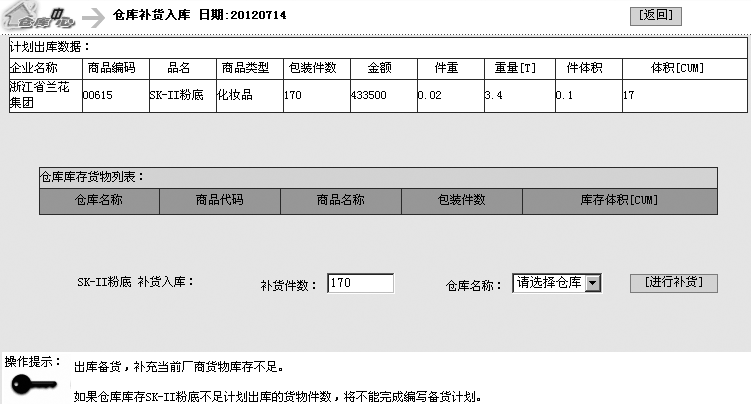 仓库中心
仓库补货入库 日期:20120714
[返回]
计划出库数据：
企业名称 商品编码 品名 商品类型 包装件数 金额 件重 重量[T] 件体积 体积[CUM]
浙江省兰花集团 00615 SK-II粉底 化妆品 170 433500 0.02 3.4 0.1 17
仓库库存货物列表：
仓库名称 商品代码 商品名称 包装件数 库存体积[CUM]
SK-II粉底 补货入库： 补货件数： 170 仓库名称： 请选择仓库 [进行补货]
操作提示：
出库备货，补充当前厂商货物库存不足。
如果仓库库存SK-II粉底不足计划出库的货物件数，将不能完成编写备货计划。